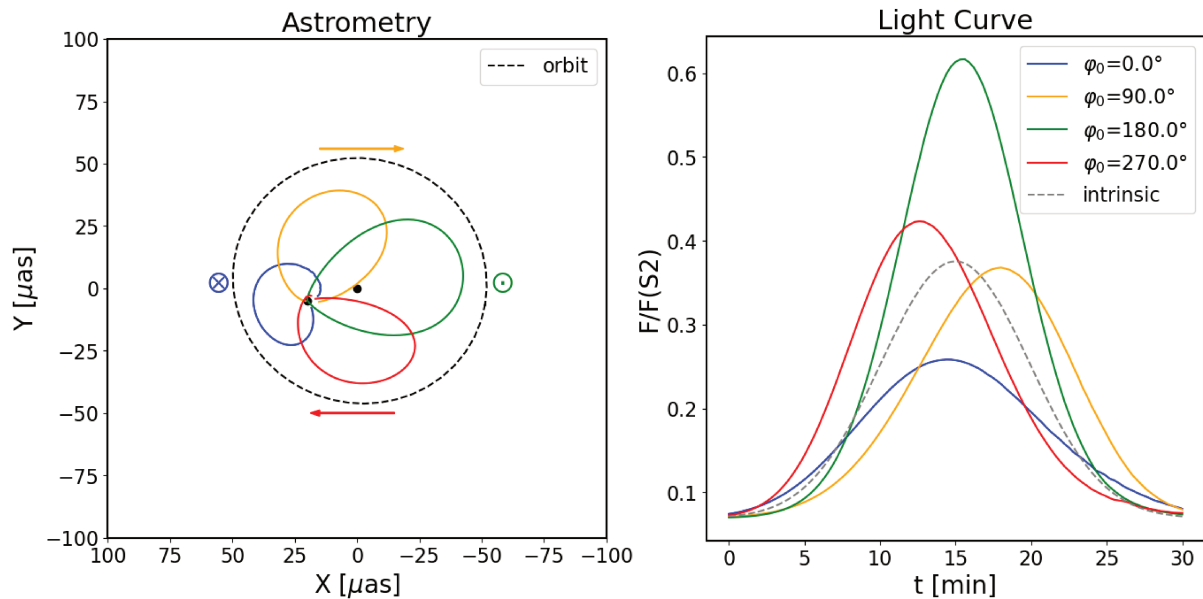 Astrometry
100
75
50
25
0
−25
−50
−75
−100
Y [μas]
100
75
50
25
0
−25
−50
−75
−100
X [μas]
orbit
Light Curve
0.6
0.5
0.4
0.3
0.2
0.1
F/F(S2)
0
5
10
15
20
25
30
t [min]
φ₀=0.0°
φ₀=90.0°
φ₀=180.0°
φ₀=270.0°
intrinsic